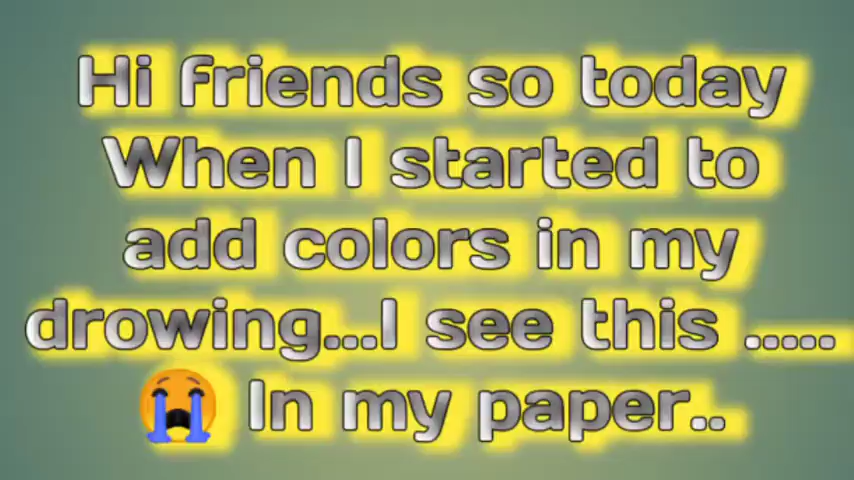 Hi friends so today
When I started to
add colors in my
drowing...I see this .....
😭 In my paper..